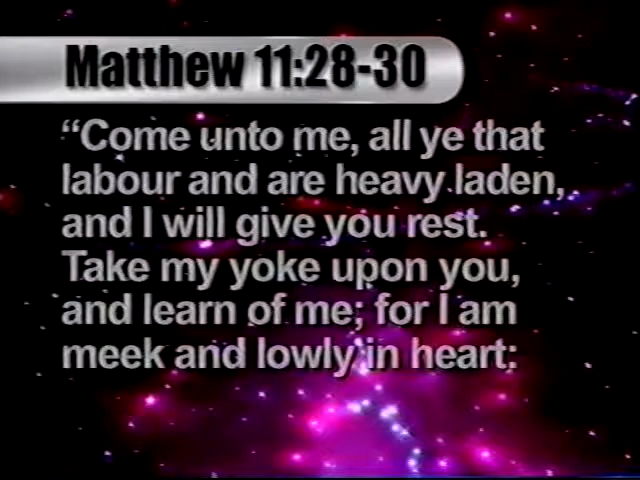 Matthew 11:28-30
“Come unto me, all ye that
labour and are heavy laden,
and I will give you rest.
Take my yoke upon you,
and learn of me; for I am
meek and lowly in heart: